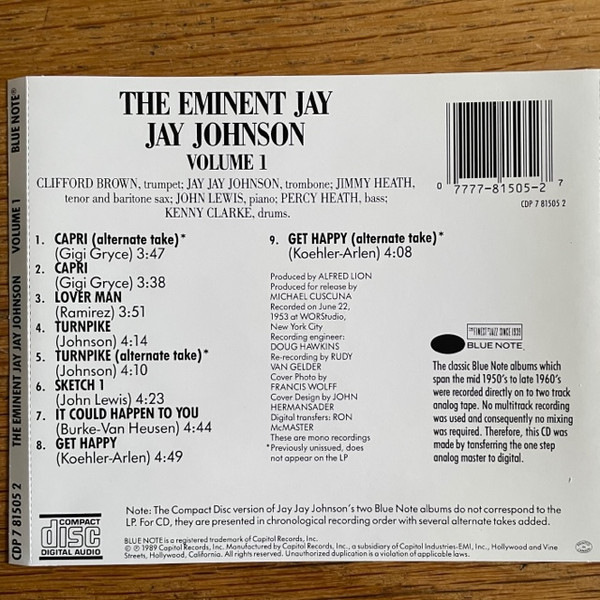 THE EMINENT JAY
JAY JOHNSON
VOLUME 1
CLIFFORD BROWN, trumpet; JAY JAY JOHNSON, trombone; JIMMY HEATH,
tenor and baritone sax; JOHN LEWIS, piano; PERCY HEATH, bass;
KENNY CLARKE, drums.
0 7777-81505-2 7
CDP 7 81505 2
1. CAPRI (alternate take)*
(Gigi Gryce) 3:47
2. CAPRI
(Gigi Gryce) 3:38
3. LOVER MAN
(Ramirez) 3:51
4. TURNPIKE
(Johnson) 4:14
5. TURNPIKE (alternate take)*
(Johnson) 4:10
6. SKETCH 1
(John Lewis) 4:23
7. IT COULD HAPPEN TO YOU
(Burke-Van Heusen) 4:44
8. GET HAPPY
(Koehler-Arlen) 4:49
9. GET HAPPY (alternate take)*
(Koehler-Arlen) 4:08
Produced by ALFRED LION
Produced for release by
MICHAEL CUSCUNA
Recorded on June 22,
1953 at WORStudio,
New York City
Recording engineer:
DOUG HAWKINS
Re-recording by RUDY
VAN GELDER
Cover Photo by
FRANCIS WOLFF
Cover Design by JOHN
HERMANSADER
Digital transfers: RON
McMASTER
These are mono recordings
*Previously unissued, does
not appear on the LP
THE FINEST IN JAZZ SINCE 1939
BLUE NOTE
The classic Blue Note albums which
span the mid 1950's to late 1960's
were recorded directly on to two track
analog tape. No multitrack recording
was used and consequently no mixing
was required. Therefore, this CD was
made by tansferring the one step
analog master to digital.
Note: The Compact Disc version of Jay Jay Johnson's two Blue Note albums do not correspond to the
LP. For CD, they are presented in chronological recording order with several alternate takes added.
COMPACT
disc
DIGITAL AUDIO
BLUE NOTE is a registered trademark of Capitol Records, Inc.
© ℗ 1989 Capitol Records, Inc. Manufactured by Capitol Records, Inc., a subsidiary of Capitol Industries-EMI, Inc., Hollywood and Vine
Streets, Hollywood, California. All rights reserved. Unauthorized duplication is a violation of applicable laws. Printed in U.S.A.
CDP 7 81505 2 THE EMINENT JAY JAY JOHNSON VOLUME 1 BLUE NOTE®